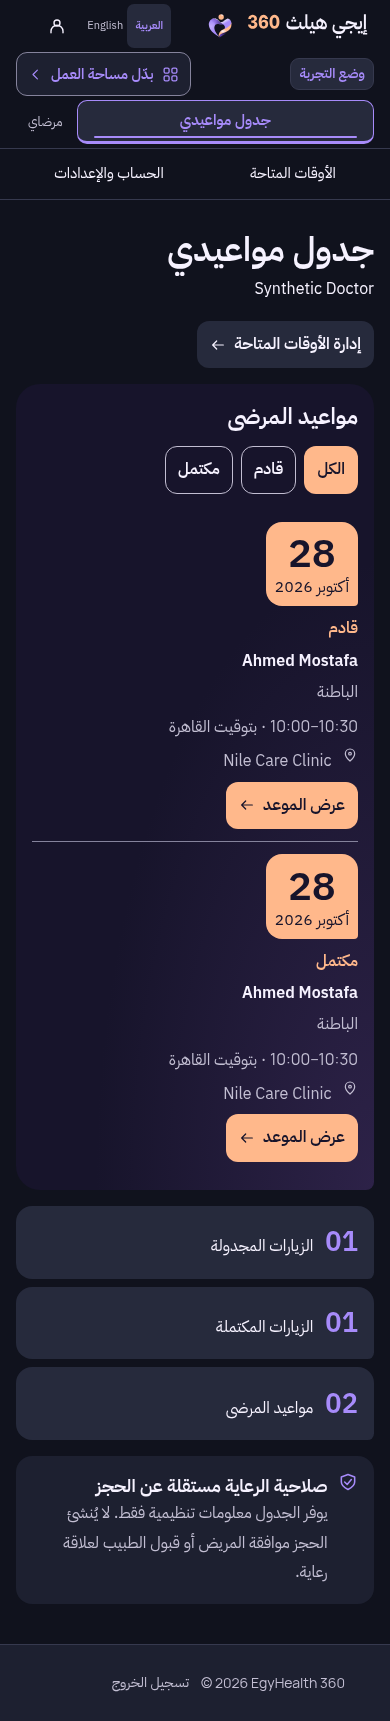 إيجي هيلث 360
العربية
English
وضع التجربة
بدّل مساحة العمل
جدول مواعيدي
مرضاي
الأوقات المتاحة
الحساب والإعدادات
جدول مواعيدي
Synthetic Doctor
إدارة الأوقات المتاحة
مواعيد المرضى
الكل
قادم
مكتمل
28
أكتوبر 2026
قادم
Ahmed Mostafa
الباطنة
10:00–10:30 · بتوقيت القاهرة
Nile Care Clinic
عرض الموعد
28
أكتوبر 2026
مكتمل
Ahmed Mostafa
الباطنة
10:00–10:30 · بتوقيت القاهرة
Nile Care Clinic
عرض الموعد
01 الزيارات المجدولة
01 الزيارات المكتملة
02 مواعيد المرضى
صلاحية الرعاية مستقلة عن الحجز
يوفر الجدول معلومات تنظيمية فقط. لا يُنشئ
الحجز موافقة المريض أو قبول الطبيب لعلاقة
رعاية.
© 2026 EgyHealth 360
تسجيل الخروج